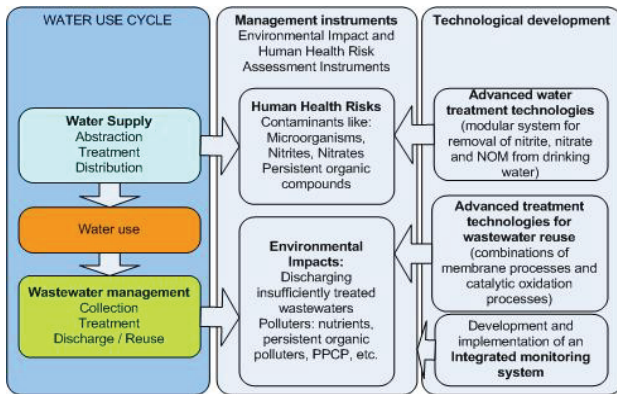 WATER USE CYCLE
Water Supply
Abstraction
Treatment
Distribution
Water use
Wastewater management
Collection
Treatment
Discharge / Reuse
Management instruments
Environmental Impact and
Human Health Risk
Assessment Instruments
Human Health Risks
Contaminants like:
Microorganisms,
Nitrites, Nitrates
Persistent organic
compounds
Environmental
Impacts:
Discharging
insufficiently treated
wastewaters
Polluters: nutrients,
persistent organic
polluters, PPCP, etc.
Technological development
Advanced water
treatment technologies
(modular system for
removal of nitrite, nitrate
and NOM from drinking
water)
Advanced treatment
technologies for
wastewater reuse
(combinations of
membrane processes and
catalytic oxidation
processes)
Development and
implementation of an
Integrated monitoring
system